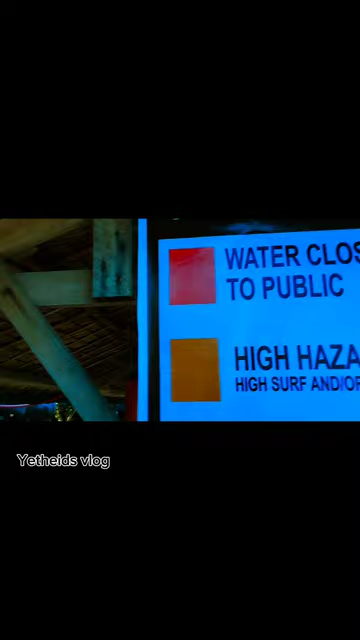 WATER CLOS
TO PUBLIC
HIGH HAZA
HIGH SURF AND/OR
Yetheids vlog